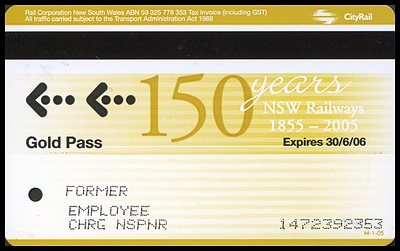 Rail Corporation New South Wales ABN 59 325 778 353 Tax Invoice (including GST)
All traffic carried subject to the Transport Administration Act 1988
CityRail
150 years
NSW Railways
1855 – 2005
Gold Pass
Expires 30/6/06
FORMER
EMPLOYEE
CHRG NSPNR
1472392353
M-1-05